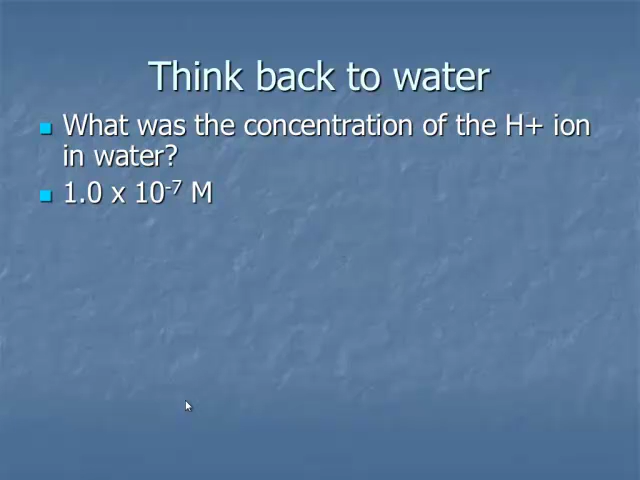 Think back to water
What was the concentration of the H+ ion
in water?
1.0 x 10⁻⁷ M